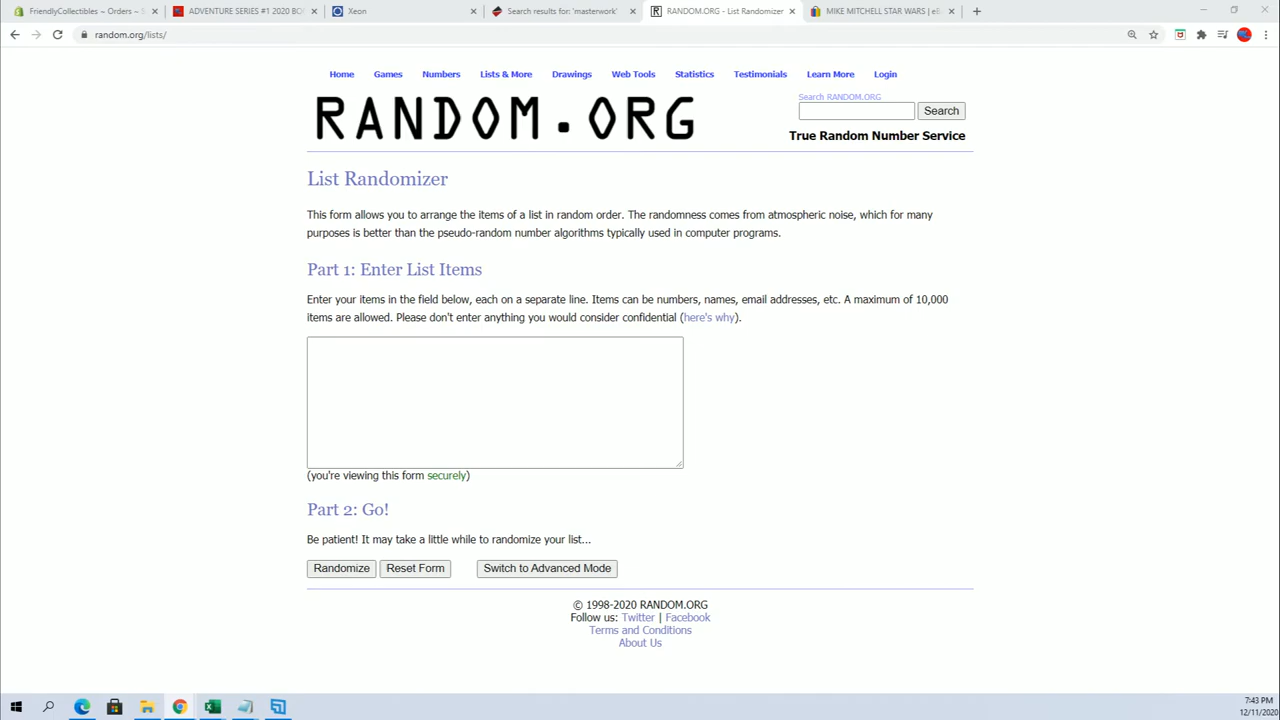 FriendlyCollectibles ~ Orders ~ S
ADVENTURE SERIES #1 2020 BO
Xeon
Search results for: 'masterwork'
RANDOM.ORG - List Randomizer
MIKE MITCHELL STAR WARS | e
random.org/lists/
Home Games Numbers Lists & More Drawings Web Tools Statistics Testimonials Learn More Login
RANDOM.ORG
Search RANDOM.ORG
Search
True Random Number Service
List Randomizer
This form allows you to arrange the items of a list in random order. The randomness comes from atmospheric noise, which for many
purposes is better than the pseudo-random number algorithms typically used in computer programs.
Part 1: Enter List Items
Enter your items in the field below, each on a separate line. Items can be numbers, names, email addresses, etc. A maximum of 10,000
items are allowed. Please don't enter anything you would consider confidential (here's why).
(you're viewing this form securely)
Part 2: Go!
Be patient! It may take a little while to randomize your list...
Randomize Reset Form Switch to Advanced Mode
© 1998-2020 RANDOM.ORG
Follow us: Twitter | Facebook
Terms and Conditions
About Us
7:43 PM
12/11/2020